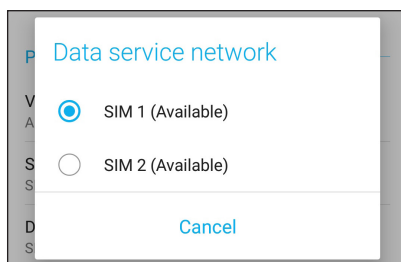 Data service network
SIM 1 (Available)
SIM 2 (Available)
Cancel